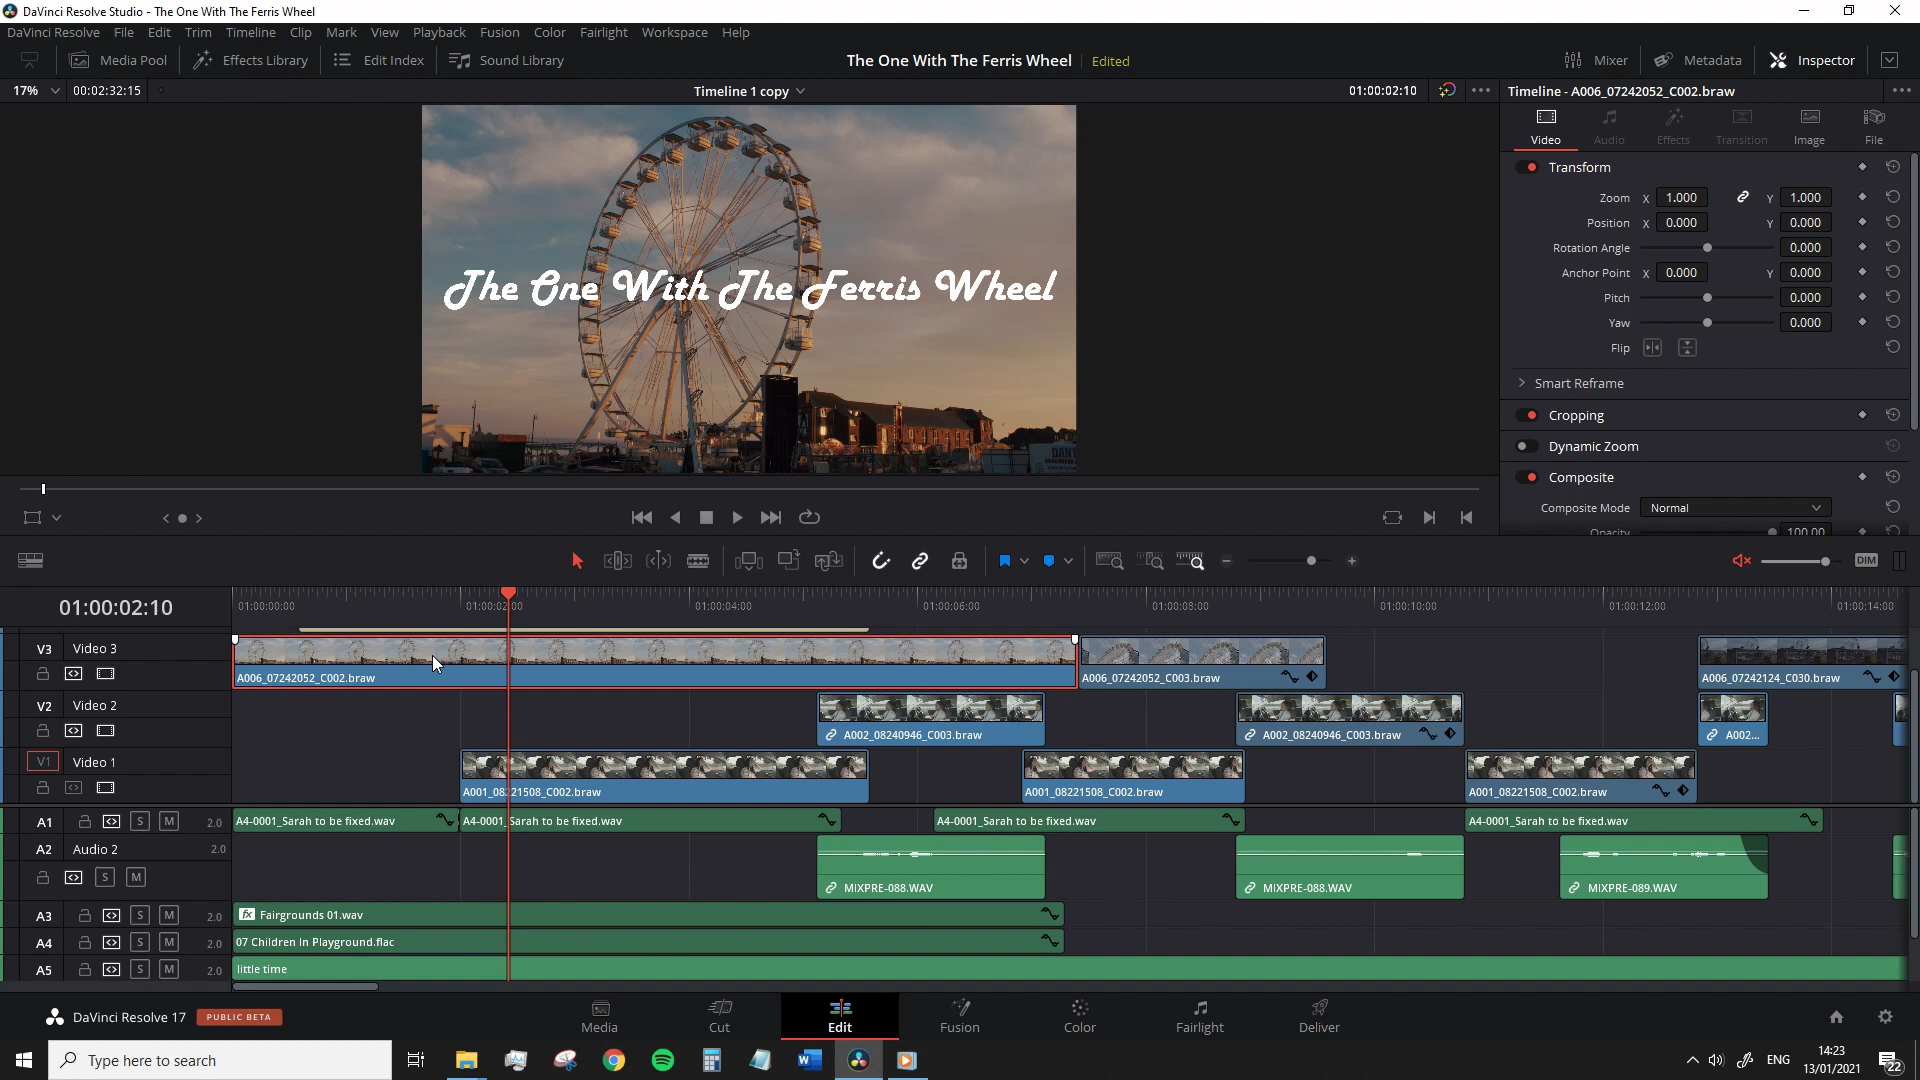 DaVinci Resolve Studio - The One With The Ferris Wheel
DaVinci Resolve File Edit Trim Timeline Clip Mark View Playback Fusion Color Fairlight Workspace Help
Media Pool Effects Library Edit Index Sound Library The One With The Ferris Wheel Edited Mixer Metadata Inspector
17% 00:02:32:15 Timeline 1 copy 01:00:02:10 Timeline - A006_07242052_C002.braw
Video Audio Effects Transition Image File
Transform
Zoom X 1.000 Y 1.000
Position X 0.000 Y 0.000
Rotation Angle 0.000
Anchor Point X 0.000 Y 0.000
Pitch 0.000
Yaw 0.000
Flip
Smart Reframe
Cropping
Dynamic Zoom
Composite
Composite Mode Normal
Opacity 100.00
The One With The Ferris Wheel
DIM
01:00:02:10
01:00:00:00 01:00:02:00 01:00:04:00 01:00:06:00 01:00:08:00 01:00:10:00 01:00:12:00 01:00:14:00
V3 Video 3
A006_07242052_C002.braw A006_07242052_C003.braw A006_07242124_C030.braw
V2 Video 2
A002_08240946_C003.braw A002_08240946_C003.braw A002...
V1 Video 1
A001_08221508_C002.braw A001_08221508_C002.braw A001_08221508_C002.braw
A1 S M 2.0 A4-0001_Sarah to be fixed.wav A4-0001_Sarah to be fixed.wav A4-0001_Sarah to be fixed.wav A4-0001_Sarah to be fixed.wav
A2 Audio 2 2.0
S M MIXPRE-088.WAV MIXPRE-088.WAV MIXPRE-089.WAV
A3 S M 2.0 fx Fairgrounds 01.wav
A4 S M 2.0 07 Children In Playground.flac
A5 S M 2.0 little time
DaVinci Resolve 17 PUBLIC BETA Media Cut Edit Fusion Color Fairlight Deliver
Type here to search
ENG
14:23
13/01/2021
22